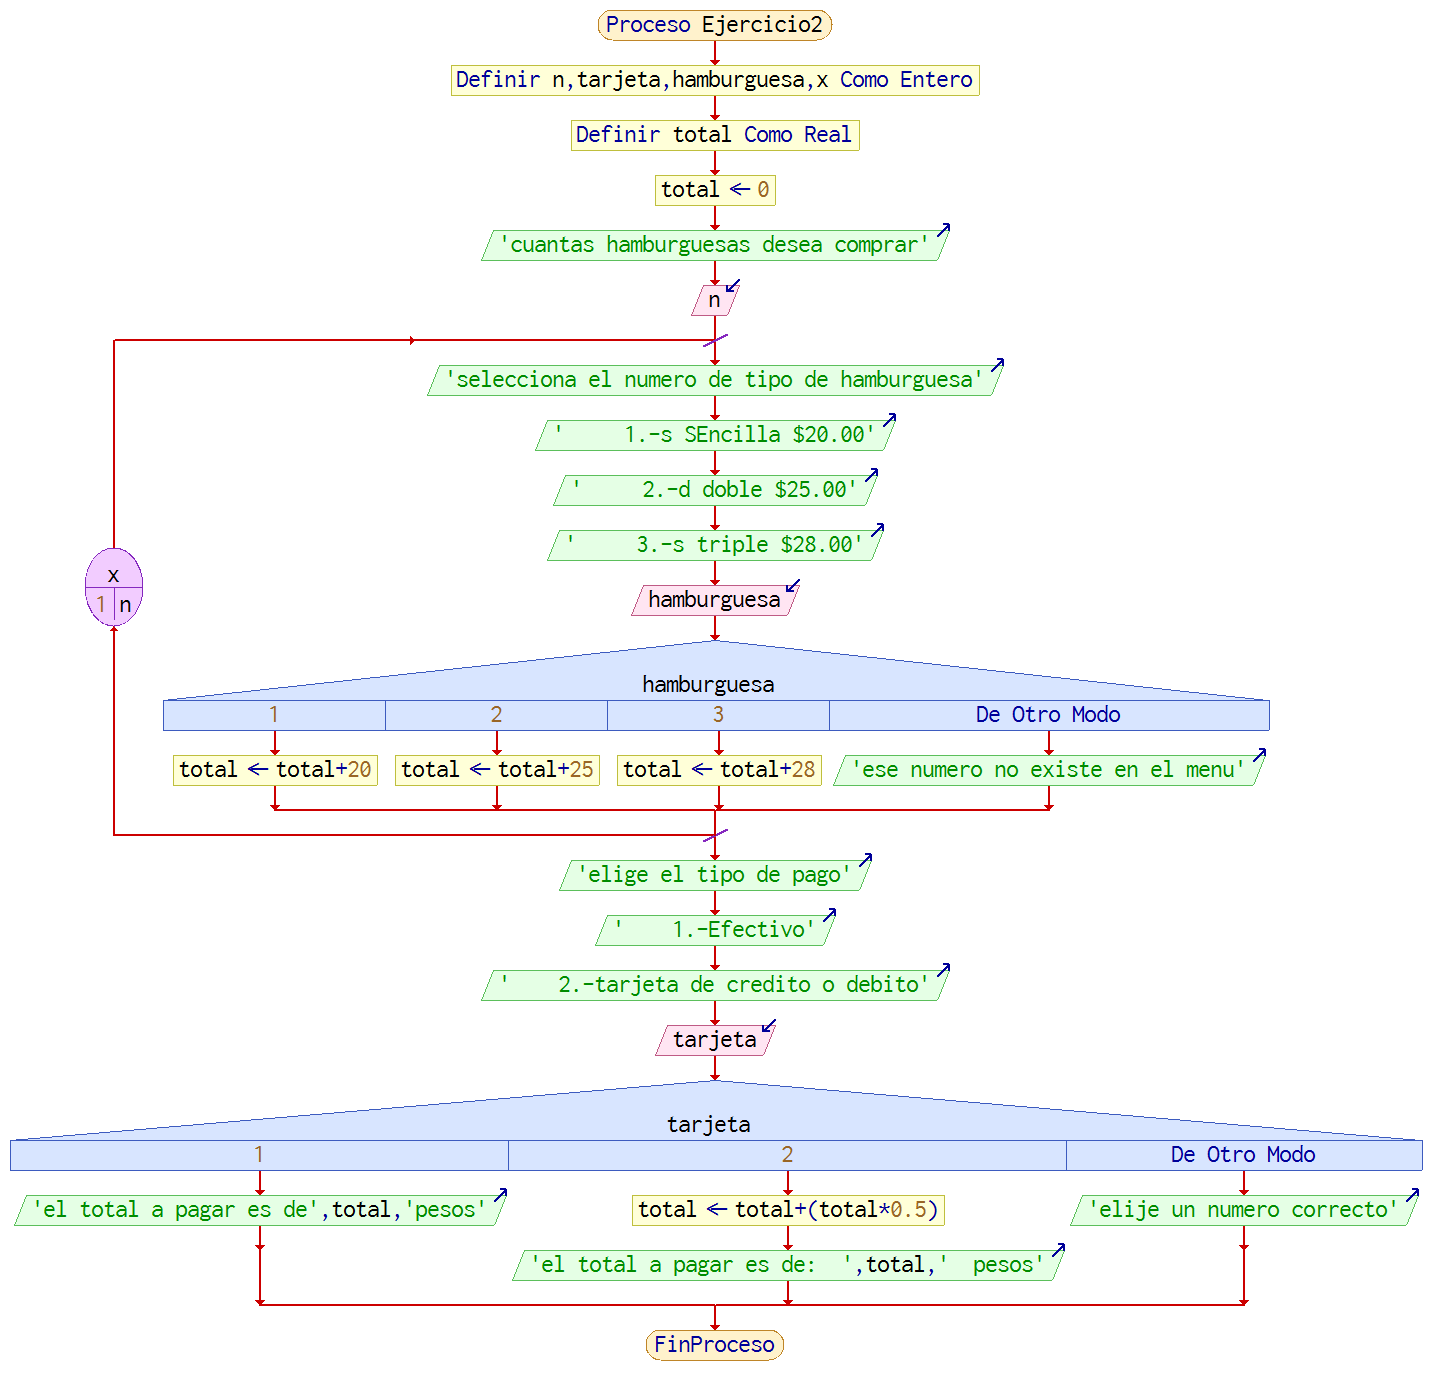 Proceso Ejercicio2
Definir n,tarjeta,hamburguesa,x Como Entero
Definir total Como Real
total ← 0
'cuantas hamburguesas desea comprar'
n
'selecciona el numero de tipo de hamburguesa'
'     1.-s SEncilla $20.00'
'     2.-d doble $25.00'
'     3.-s triple $28.00'
x
1 n
hamburguesa
hamburguesa
1 2 3 De Otro Modo
total ← total+20 total ← total+25 total ← total+28 'ese numero no existe en el menu'
'elige el tipo de pago'
'    1.-Efectivo'
'    2.-tarjeta de credito o debito'
tarjeta
tarjeta
1 2 De Otro Modo
'el total a pagar es de',total,'pesos' total ← total+(total*0.5) 'elije un numero correcto'
'el total a pagar es de:  ',total,'  pesos'
FinProceso